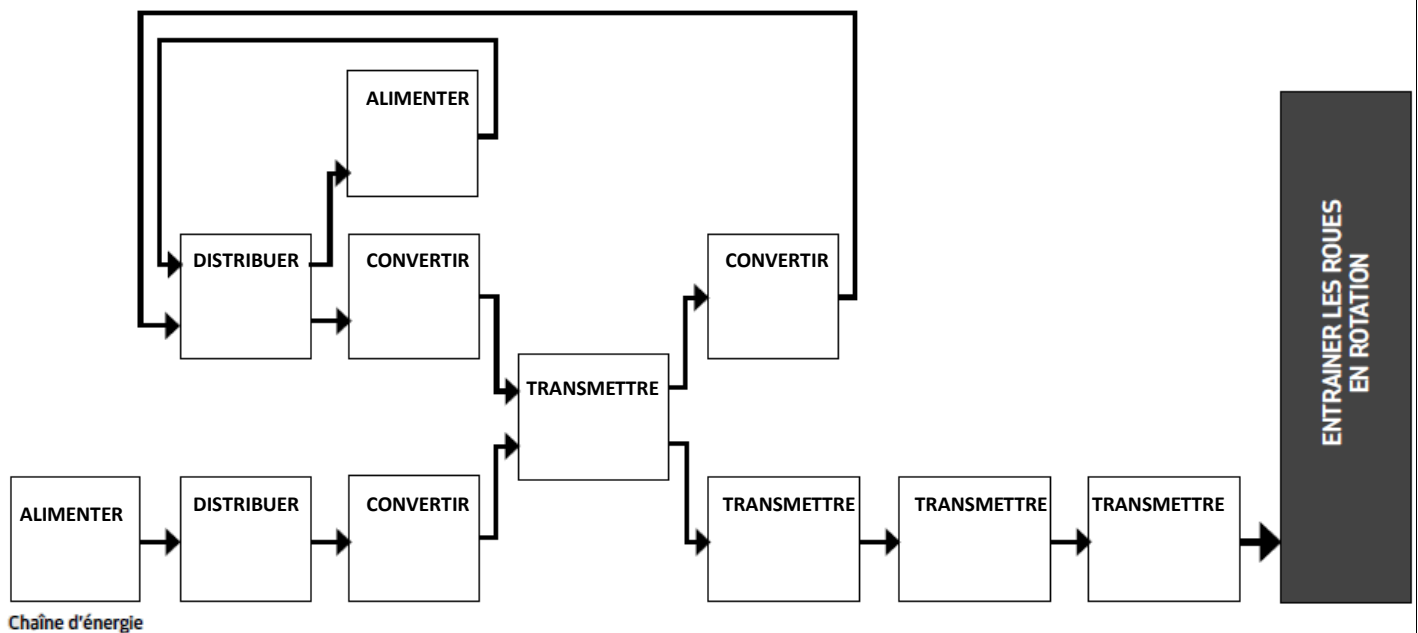 ALIMENTER
DISTRIBUER
CONVERTIR
CONVERTIR
TRANSMETTRE
ALIMENTER
DISTRIBUER
CONVERTIR
TRANSMETTRE
TRANSMETTRE
TRANSMETTRE
ENTRAINER LES ROUES
EN ROTATION
Chaîne d'énergie